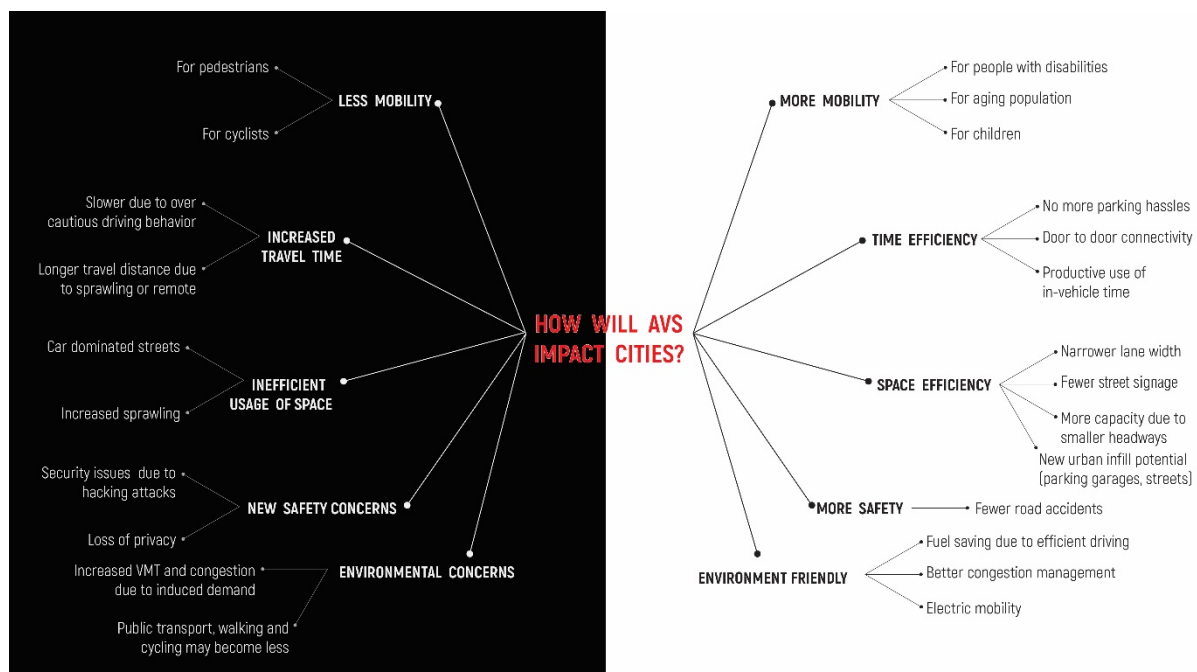 For pedestrians
LESS MOBILITY
For cyclists
Slower due to over
cautious driving behavior
INCREASED
TRAVEL TIME
Longer travel distance due
to sprawling or remote
Car dominated streets
INEFFICIENT
USAGE OF SPACE
Increased sprawling
Security issues due to
hacking attacks
NEW SAFETY CONCERNS
Loss of privacy
Increased VMT and congestion
due to induced demand
ENVIRONMENTAL CONCERNS
Public transport, walking and
cycling may become less
HOW WILL AVS
IMPACT CITIES?
For people with disabilities
MORE MOBILITY
For aging population
For children
No more parking hassles
TIME EFFICIENCY
Door to door connectivity
Productive use of
in-vehicle time
Narrower lane width
SPACE EFFICIENCY
Fewer street signage
More capacity due to
smaller headways
New urban infill potential
(parking garages, streets)
MORE SAFETY
Fewer road accidents
Fuel saving due to efficient driving
ENVIRONMENT FRIENDLY
Better congestion management
Electric mobility